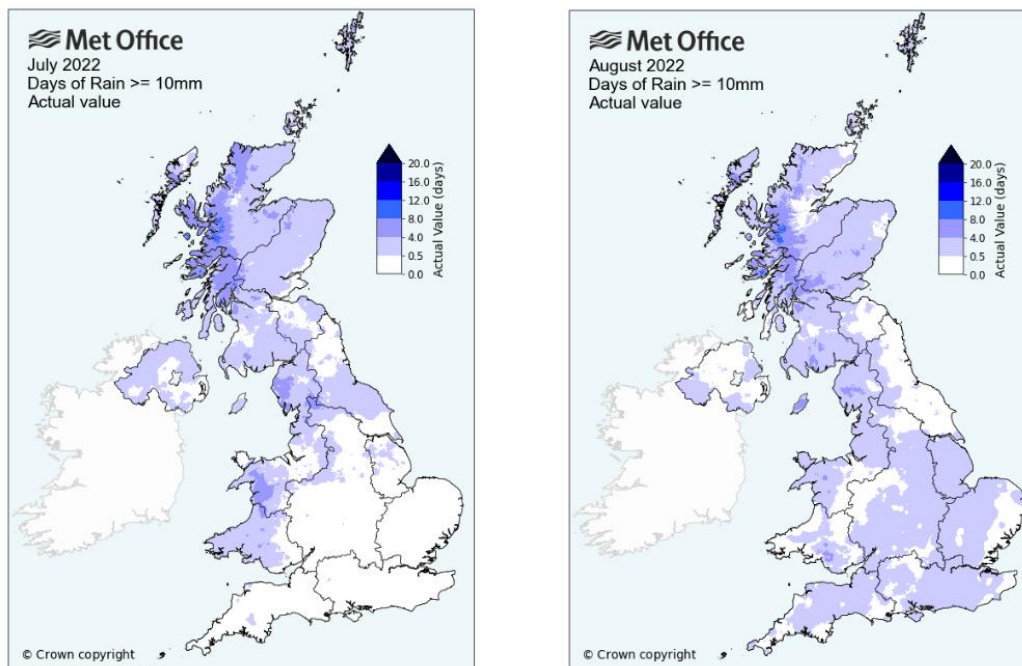 Met Office
July 2022
Days of Rain >= 10mm
Actual value
20.0
16.0
12.0
8.0
4.0
0.5
0.0
Actual Value (days)
© Crown copyright
Met Office
August 2022
Days of Rain >= 10mm
Actual value
20.0
16.0
12.0
8.0
4.0
0.5
0.0
Actual Value (days)
© Crown copyright